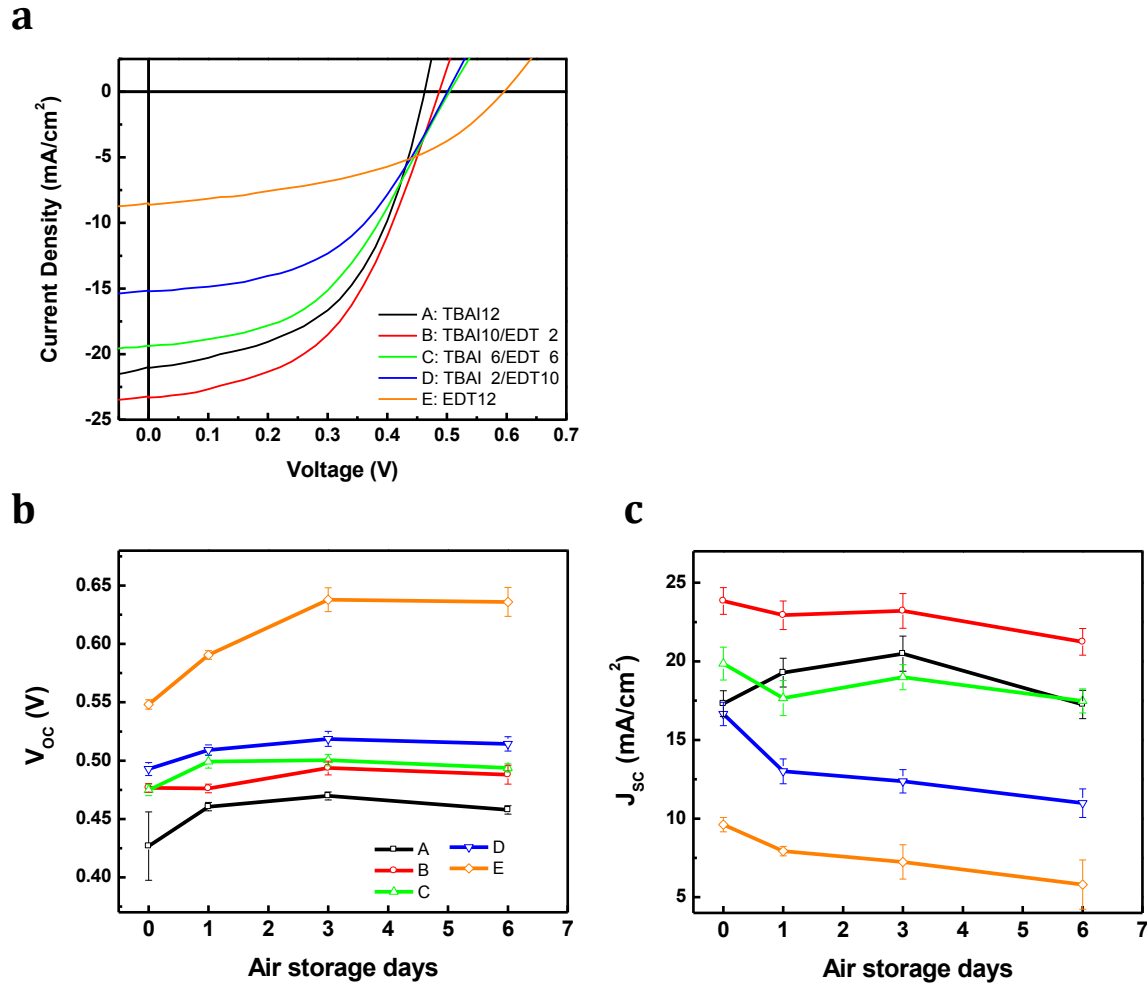 a
Current Density (mA/cm²)
0
-5
-10
-15
-20
-25
A: TBAI12
B: TBAI10/EDT 2
C: TBAI 6/EDT 6
D: TBAI 2/EDT10
E: EDT12
0.0 0.1 0.2 0.3 0.4 0.5 0.6 0.7
Voltage (V)
b
V_OC (V)
0.65
0.60
0.55
0.50
0.45
0.40
A
B
C
D
E
0 1 2 3 4 5 6 7
Air storage days
c
J_SC (mA/cm²)
25
20
15
10
5
0 1 2 3 4 5 6 7
Air storage days